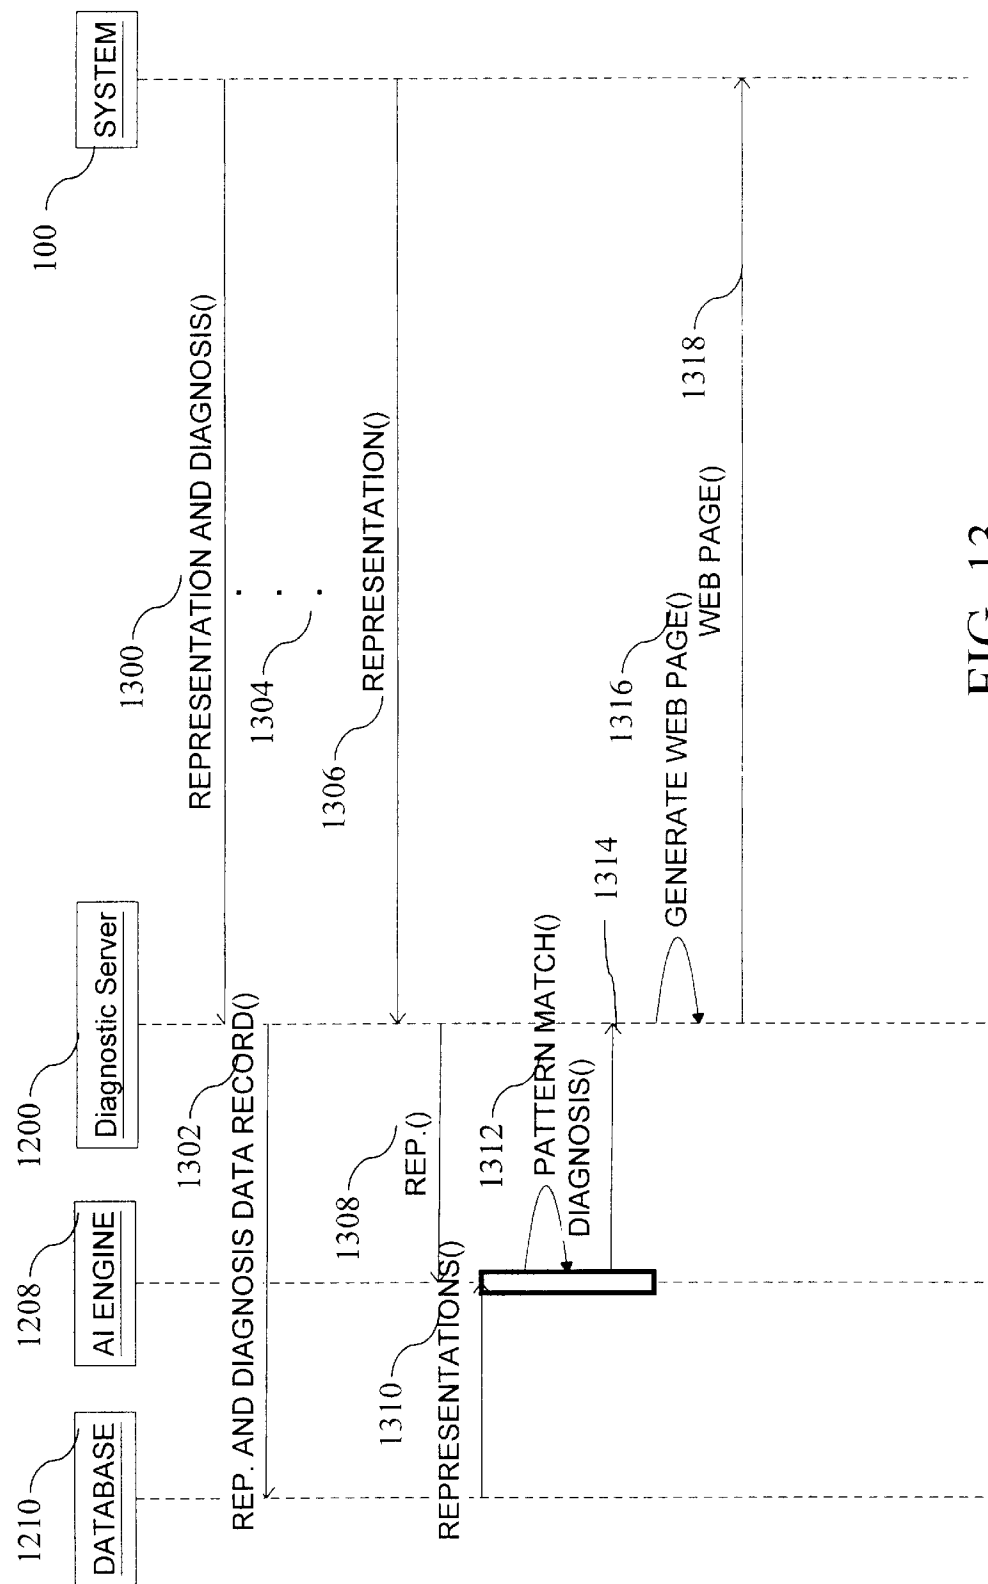 1210
DATABASE
1208
AI ENGINE
1200
Diagnostic Server
100
SYSTEM
1300
REPRESENTATION AND DIAGNOSIS()
1302
REP. AND DIAGNOSIS DATA RECORD()
1304
1306
REPRESENTATION()
1308
REP.()
1310
REPRESENTATIONS()
1312
PATTERN MATCH()
DIAGNOSIS()
1314
1316
GENERATE WEB PAGE()
WEB PAGE()
1318
FIG. 13